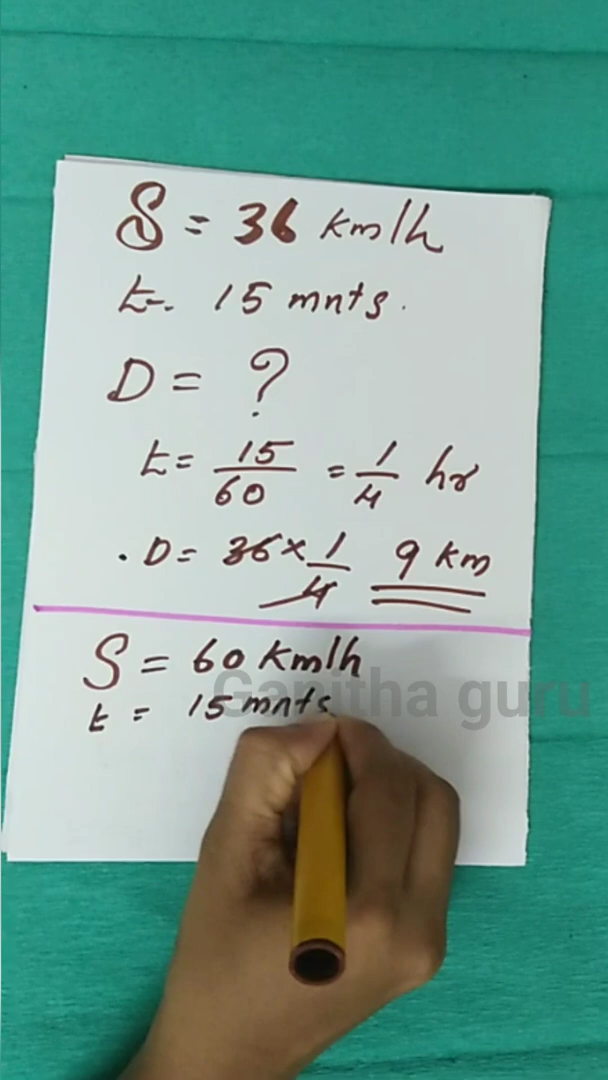 S = 36 km/h
t = 15 mnts.
D = ?
t = 15/60 = 1/4 hr
. D = 36 × 1/4 9 km
S = 60 km/h
Ganitha guru
t = 15 mnts